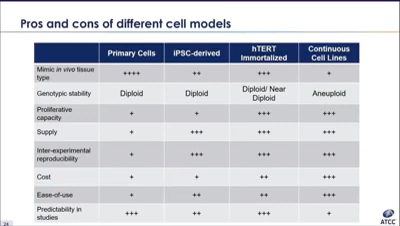 Pros and cons of different cell models
Primary Cells iPSC-derived hTERT Immortalized Continuous Cell Lines
Mimic in vivo tissue type ++++ ++ +++ +
Genotypic stability Diploid Diploid Diploid/ Near Diploid Aneuploid
Proliferative capacity + + +++ +++
Supply + +++ +++ +++
Inter-experimental reproducibility + +++ +++ +++
Cost + + ++ +++
Ease-of-use + ++ ++ +++
Predictability in studies +++ ++ +++ +
24
ATCC